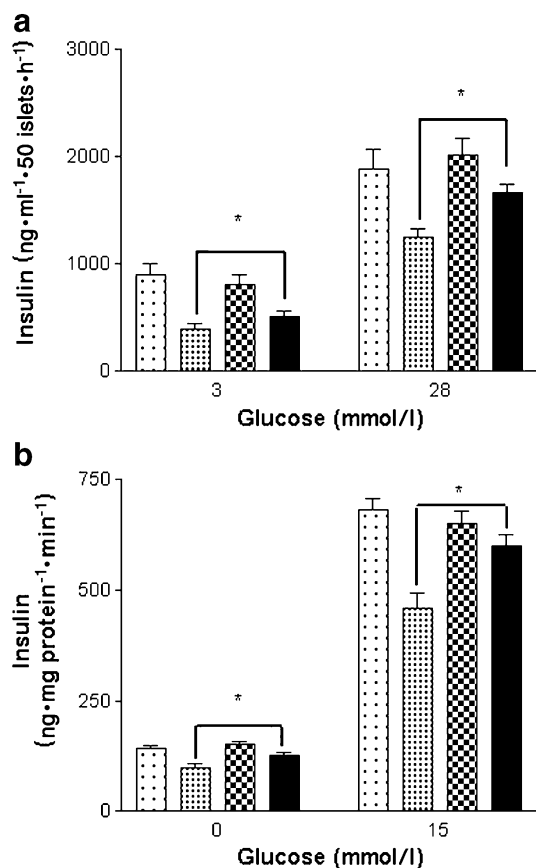 a
3000
2000
1000
0
Insulin (ng•ml⁻¹•50 islets•h⁻¹)
*
*
3
28
Glucose (mmol/l)
b
750
500
250
0
Insulin
(ng•mg protein⁻¹•min⁻¹)
*
*
0
15
Glucose (mmol/l)